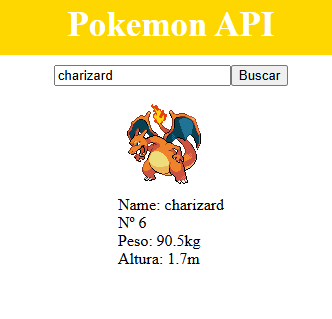 Pokemon API
charizard Buscar
Name: charizard
Nº 6
Peso: 90.5kg
Altura: 1.7m